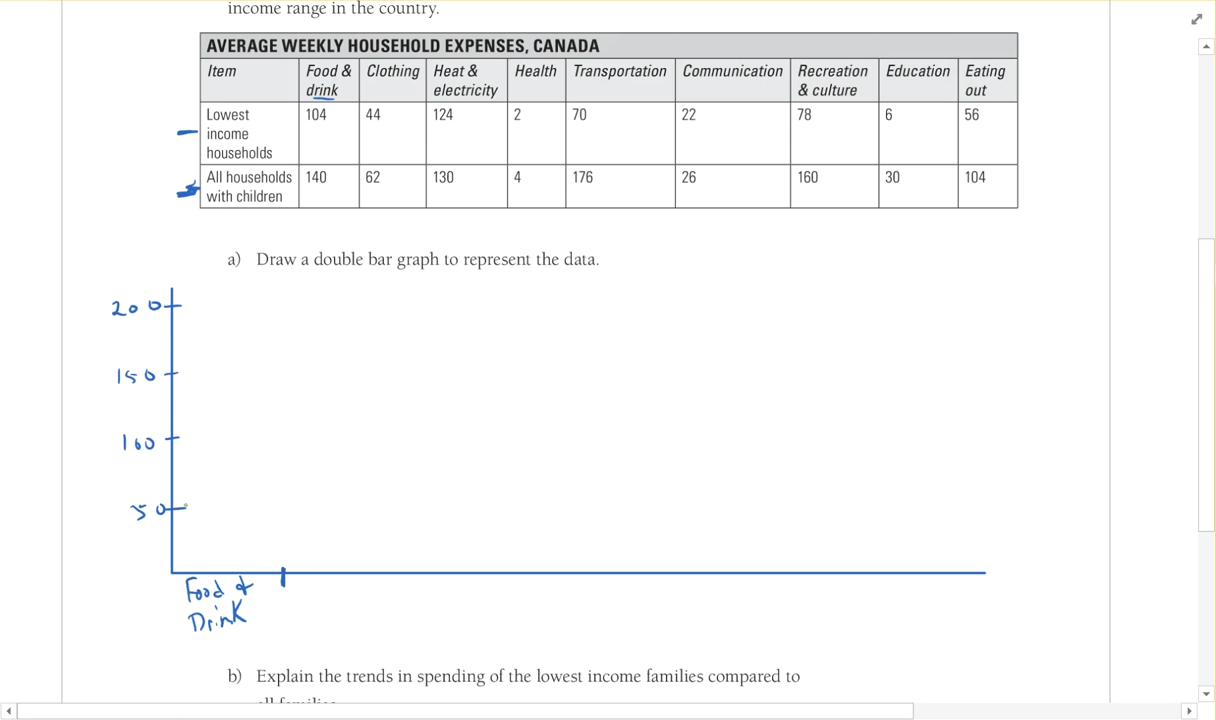 income range in the country.
AVERAGE WEEKLY HOUSEHOLD EXPENSES, CANADA
Item Food & drink Clothing Heat & electricity Health Transportation Communication Recreation & culture Education Eating out
Lowest income households 104 44 124 2 70 22 78 6 56
All households with children 140 62 130 4 176 26 160 30 104
a) Draw a double bar graph to represent the data.
200
150
100
50
Food &
Drink
b) Explain the trends in spending of the lowest income families compared to